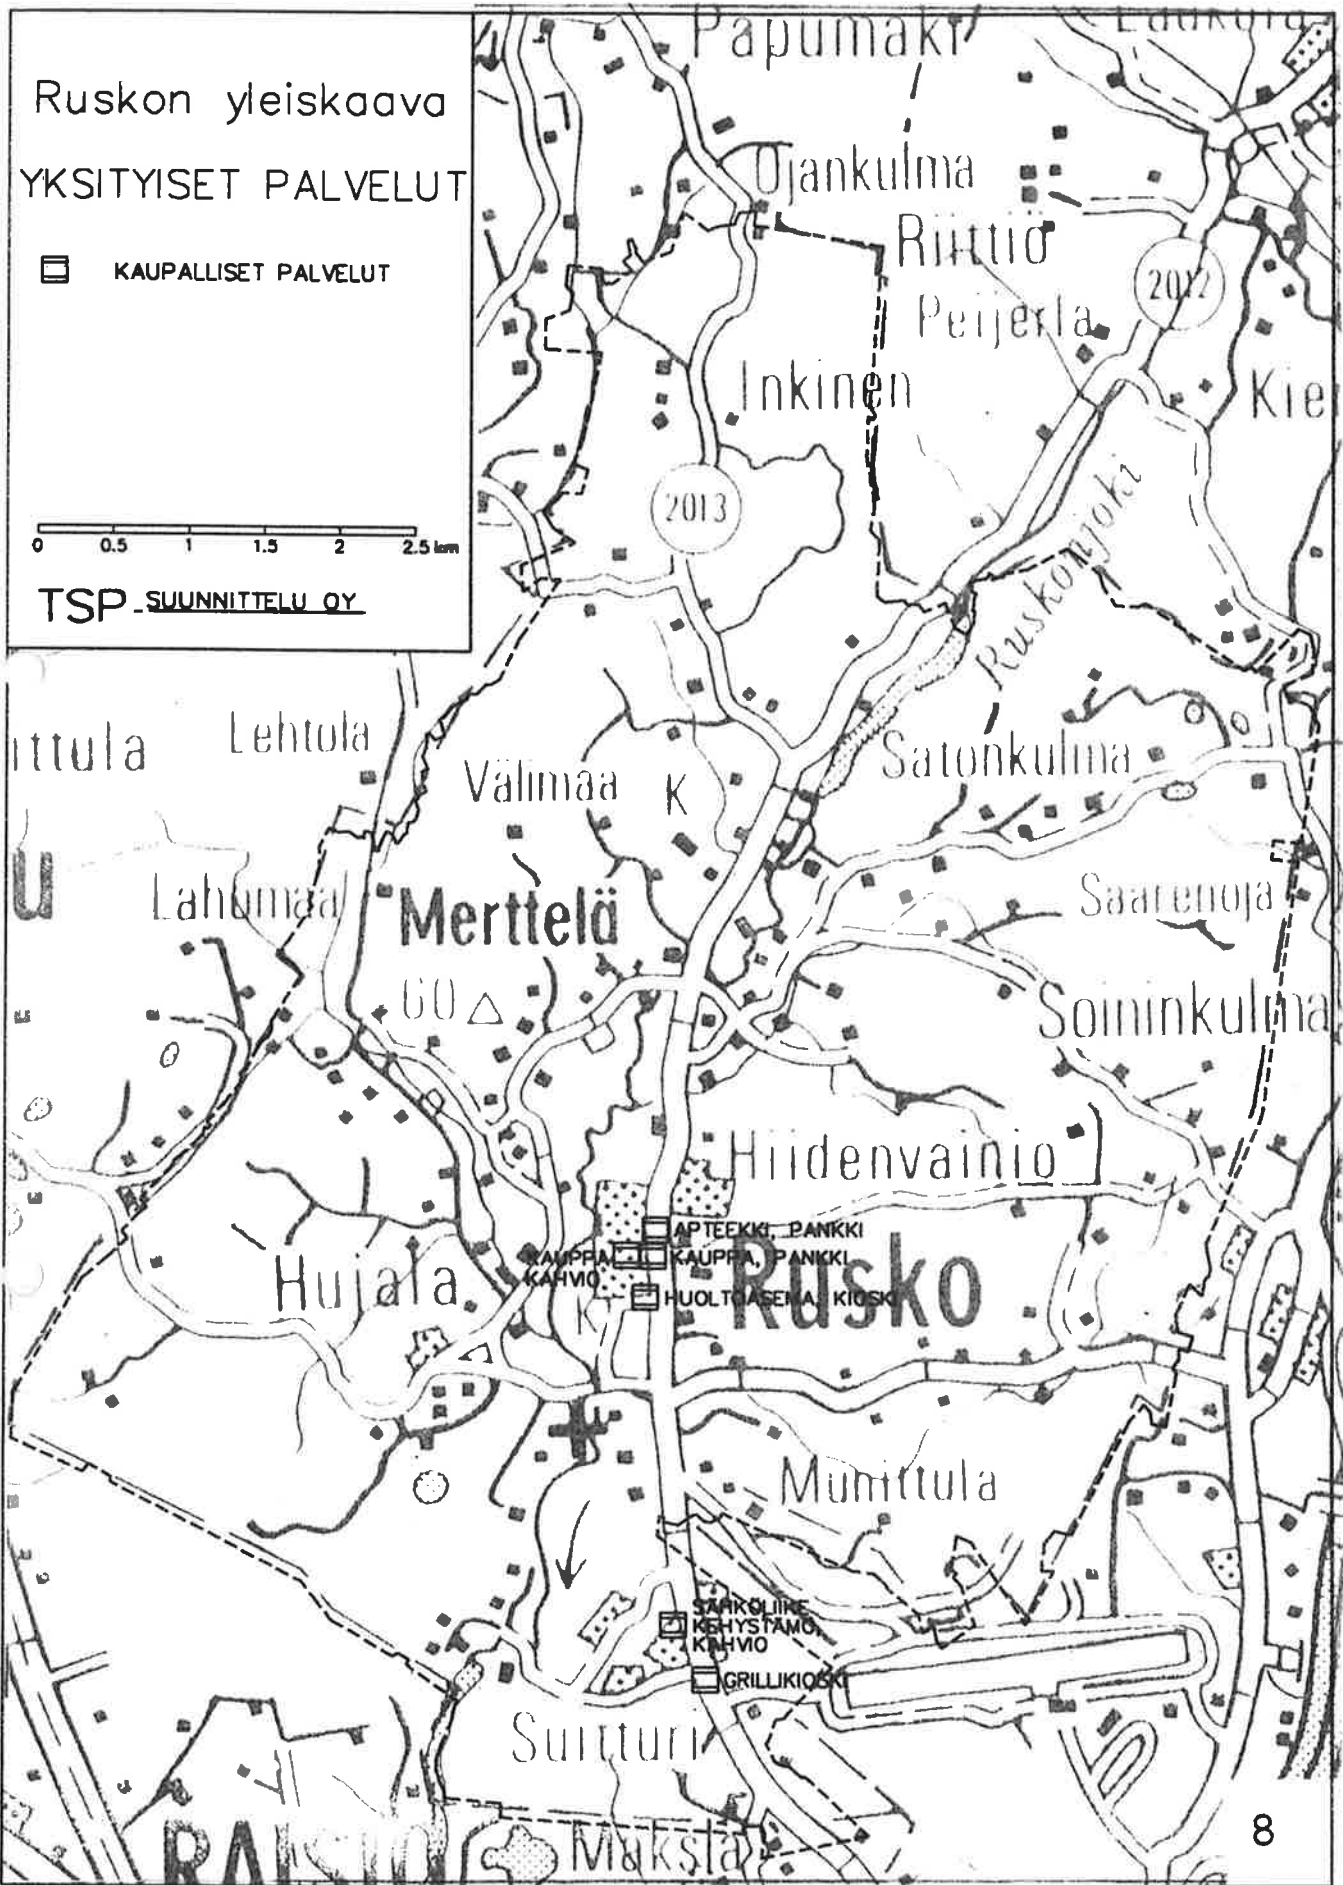 Ruskon yleiskaava
YKSITYISET PALVELUT
KAUPALLISET PALVELUT
0 0.5 1 1.5 2 2.5 km
TSP-SUUNNITTELU OY
Papumäki
Ojankulma
Riittiö
2012
Peijerla
Inkinen
Kie
2013
Ruskonjoki
ittula
Lehtola
Välimaa
K
Satonkulma
u
Lahumaa
Merttelä
Saarenoja
60
Soininkulma
Hiidenvainio
APTEEKKI, PANKKI
KAUPPA
KAHVIO
KAUPPA, PANKKI
Hujala
Rusko
HUOLTOASEMA, KIOSKI
K
Munittula
SÄHKÖLIIKE,
KEHYSTÄMÖ,
KAHVIO
GRILLIKIOSKI
Suitturi
RAISIO
Maksla
8